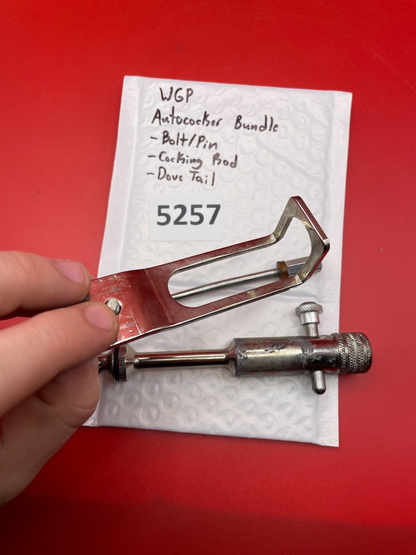 WGP
Autococker Bundle
-Bolt/Pin
-Cocking Rod
-Dove Tail
5257